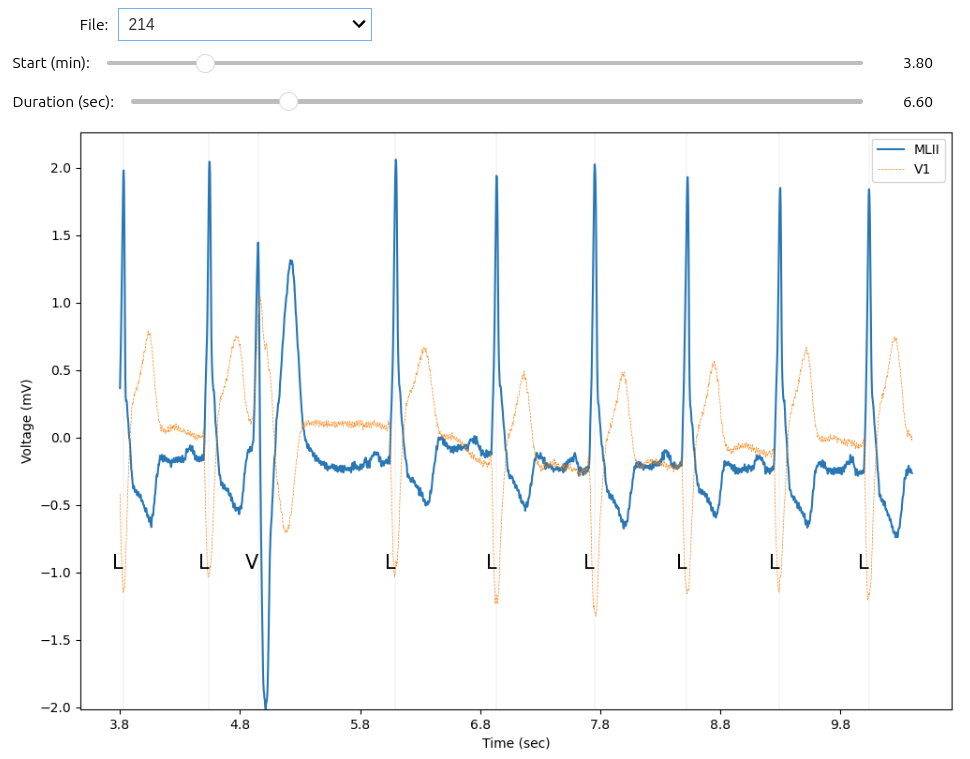 File: 214
Start (min): 3.80
Duration (sec): 6.60
MLII
V1
2.0
1.5
1.0
0.5
0.0
−0.5
−1.0
−1.5
−2.0
Voltage (mV)
L L V L L L L L L
3.8 4.8 5.8 6.8 7.8 8.8 9.8
Time (sec)